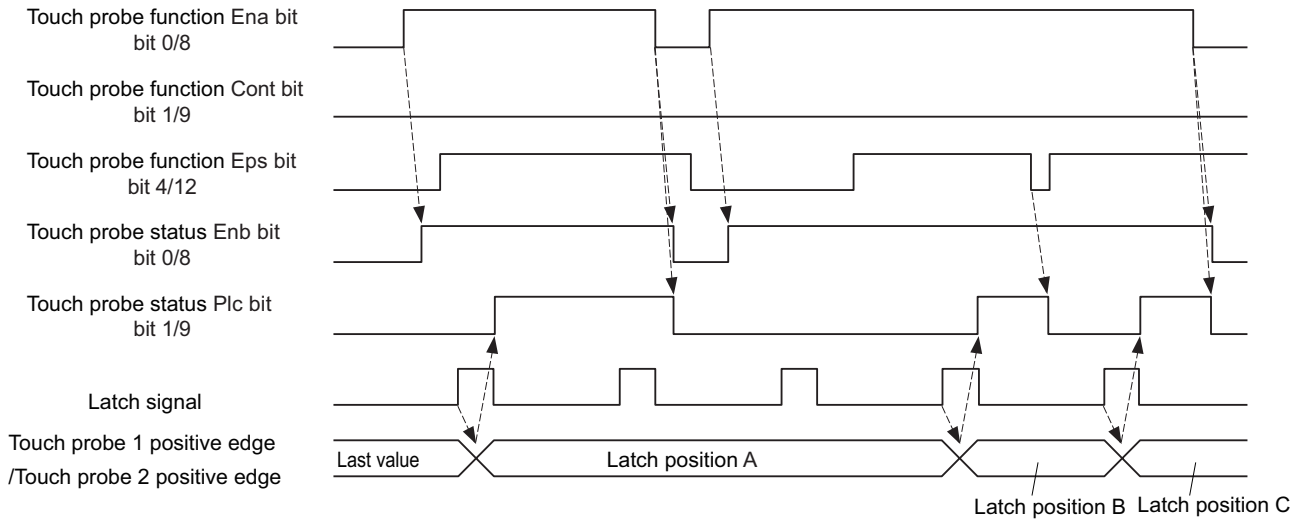 Touch probe function Ena bit
bit 0/8
Touch probe function Cont bit
bit 1/9
Touch probe function Eps bit
bit 4/12
Touch probe status Enb bit
bit 0/8
Touch probe status Plc bit
bit 1/9
Latch signal
Touch probe 1 positive edge
/Touch probe 2 positive edge
Last value
Latch position A
Latch position B
Latch position C